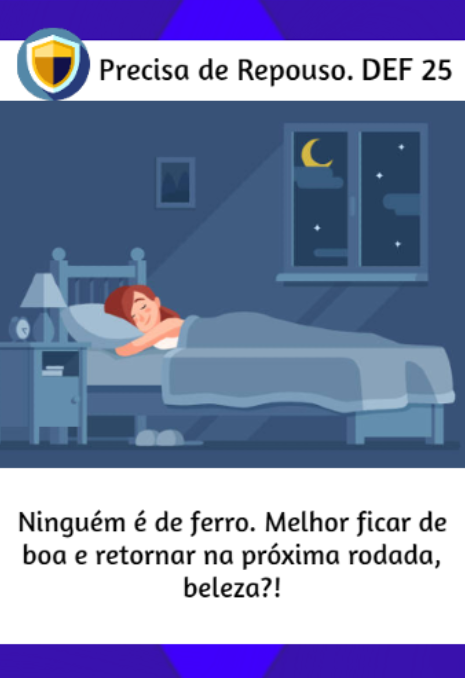 Precisa de Repouso. DEF 25
Ninguém é de ferro. Melhor ficar de
boa e retornar na próxima rodada,
beleza?!